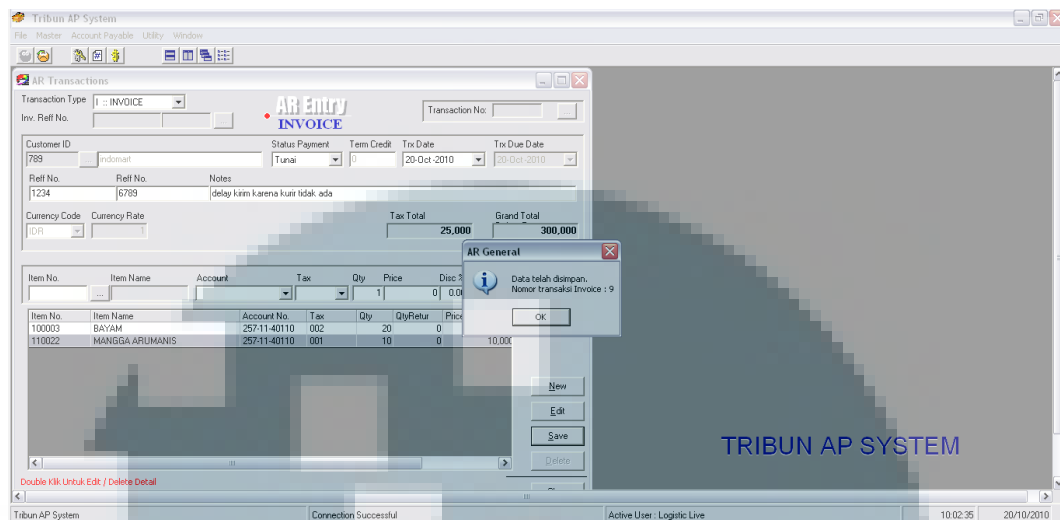 Tribun AP System
File Master Account Payable Utility Window
AR Transactions
Transaction Type I :: INVOICE
Inv. Reff No.
AR Entry
INVOICE
Transaction No:
Customer ID Status Payment Term Credit Trx Date Trx Due Date
789 ... indomart Tunai 0 20-Oct-2010 20-Oct-2010
Reff No. Reff No. Notes
1234 6789 delay kirim karena kurir tidak ada
Currency Code Currency Rate Tax Total Grand Total
IDR 1 25,000 300,000
AR General
Data telah disimpan.
Nomor transaksi Invoice : 9
OK
Item No. Item Name Account Tax Qty Price Disc %
... 1 0 0.00
Item No. Item Name Account No. Tax Qty QtyRetur Price
100003 BAYAM 257-11-40110 002 20 0
110022 MANGGA ARUMANIS 257-11-40110 001 10 0 10,000
New
Edit
Save
Delete
TRIBUN AP SYSTEM
Double Klik Untuk Edit / Delete Detail
Tribun AP System Connection Successful Active User : Logistic Live 10:02:35 20/10/2010